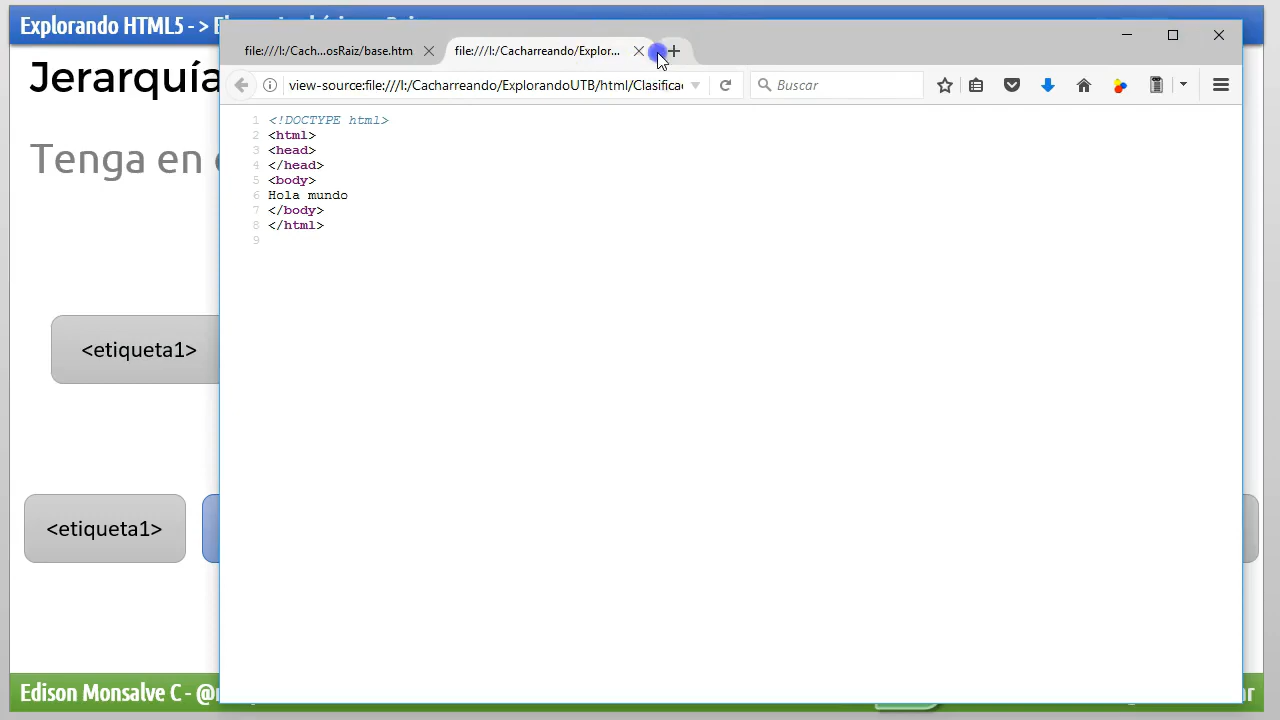 Explorando HTML5 - >
file:///I:/Cach...osRaiz/base.htm
file:///I:/Cacharreando/Explor...
view-source:file:///I:/Cacharreando/ExplorandoUTB/html/Clasifica
Buscar
Jerarquía
Tenga en
1 <!DOCTYPE html>
2 <html>
3 <head>
4 </head>
5 <body>
6 Hola mundo
7 </body>
8 </html>
9
<etiqueta1>
<etiqueta1>
Edison Monsalve C - @